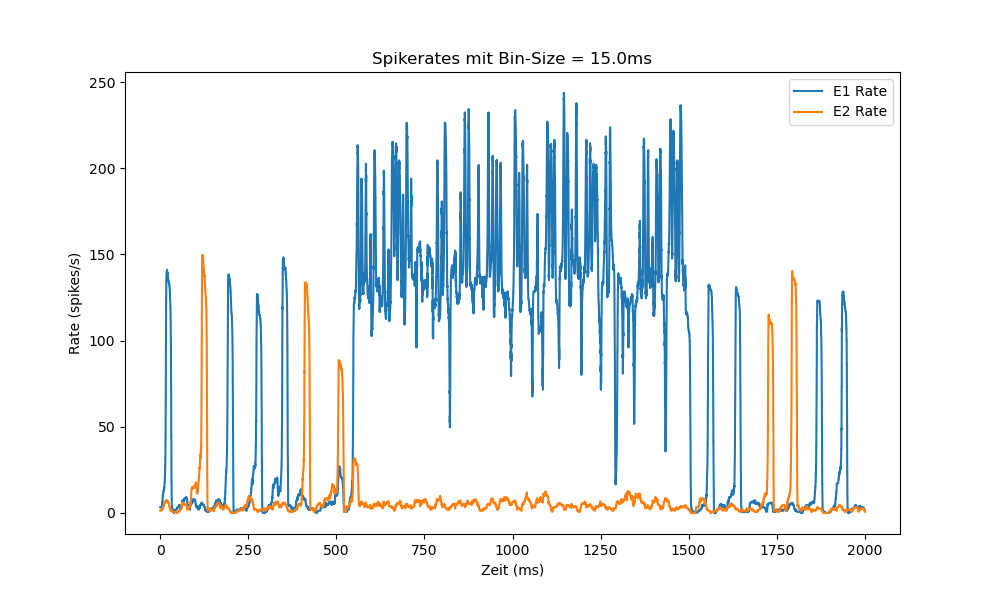 Spikerates mit Bin-Size = 15.0ms
E1 Rate
E2 Rate
250
200
150
100
50
0
Rate (spikes/s)
0 250 500 750 1000 1250 1500 1750 2000
Zeit (ms)